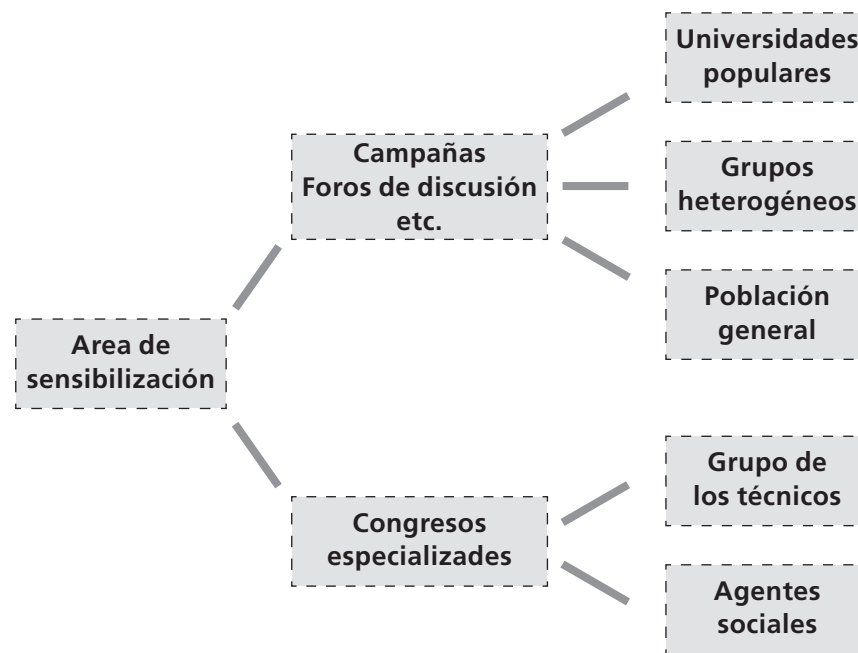 Universidades
populares
Campañas
Foros de discusión
etc.
Grupos
heterogéneos
Población
general
Area de
sensibilización
Grupo de
los técnicos
Congresos
especializades
Agentes
sociales